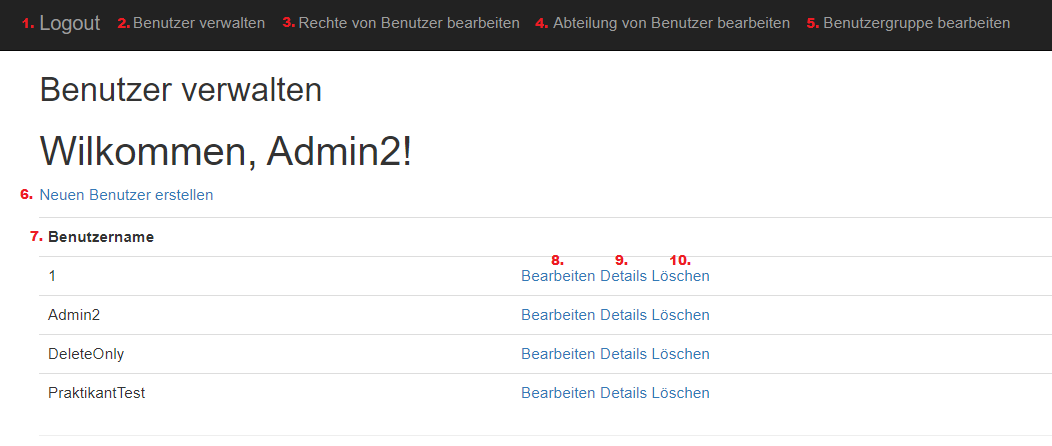 1. Logout 2. Benutzer verwalten 3. Rechte von Benutzer bearbeiten 4. Abteilung von Benutzer bearbeiten 5. Benutzergruppe bearbeiten
Benutzer verwalten
Wilkommen, Admin2!
6. Neuen Benutzer erstellen
7. Benutzername
8. 9. 10.
1 Bearbeiten Details Löschen
Admin2 Bearbeiten Details Löschen
DeleteOnly Bearbeiten Details Löschen
PraktikantTest Bearbeiten Details Löschen